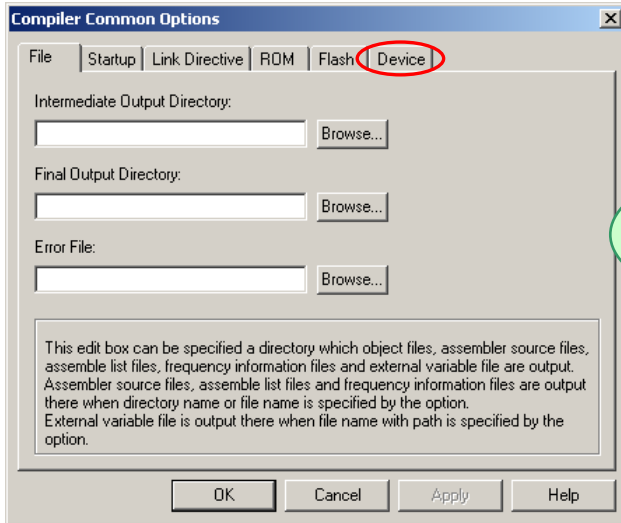 Compiler Common Options
File Startup Link Directive ROM Flash Device
Intermediate Output Directory:
Browse...
Final Output Directory:
Browse...
Error File:
Browse...
This edit box can be specified a directory which object files, assembler source files,
assemble list files, frequency information files and external variable file are output.
Assembler source files, assemble list files and frequency information files are output
there when directory name or file name is specified by the option.
External variable file is output there when file name with path is specified by the
option.
OK Cancel Apply Help